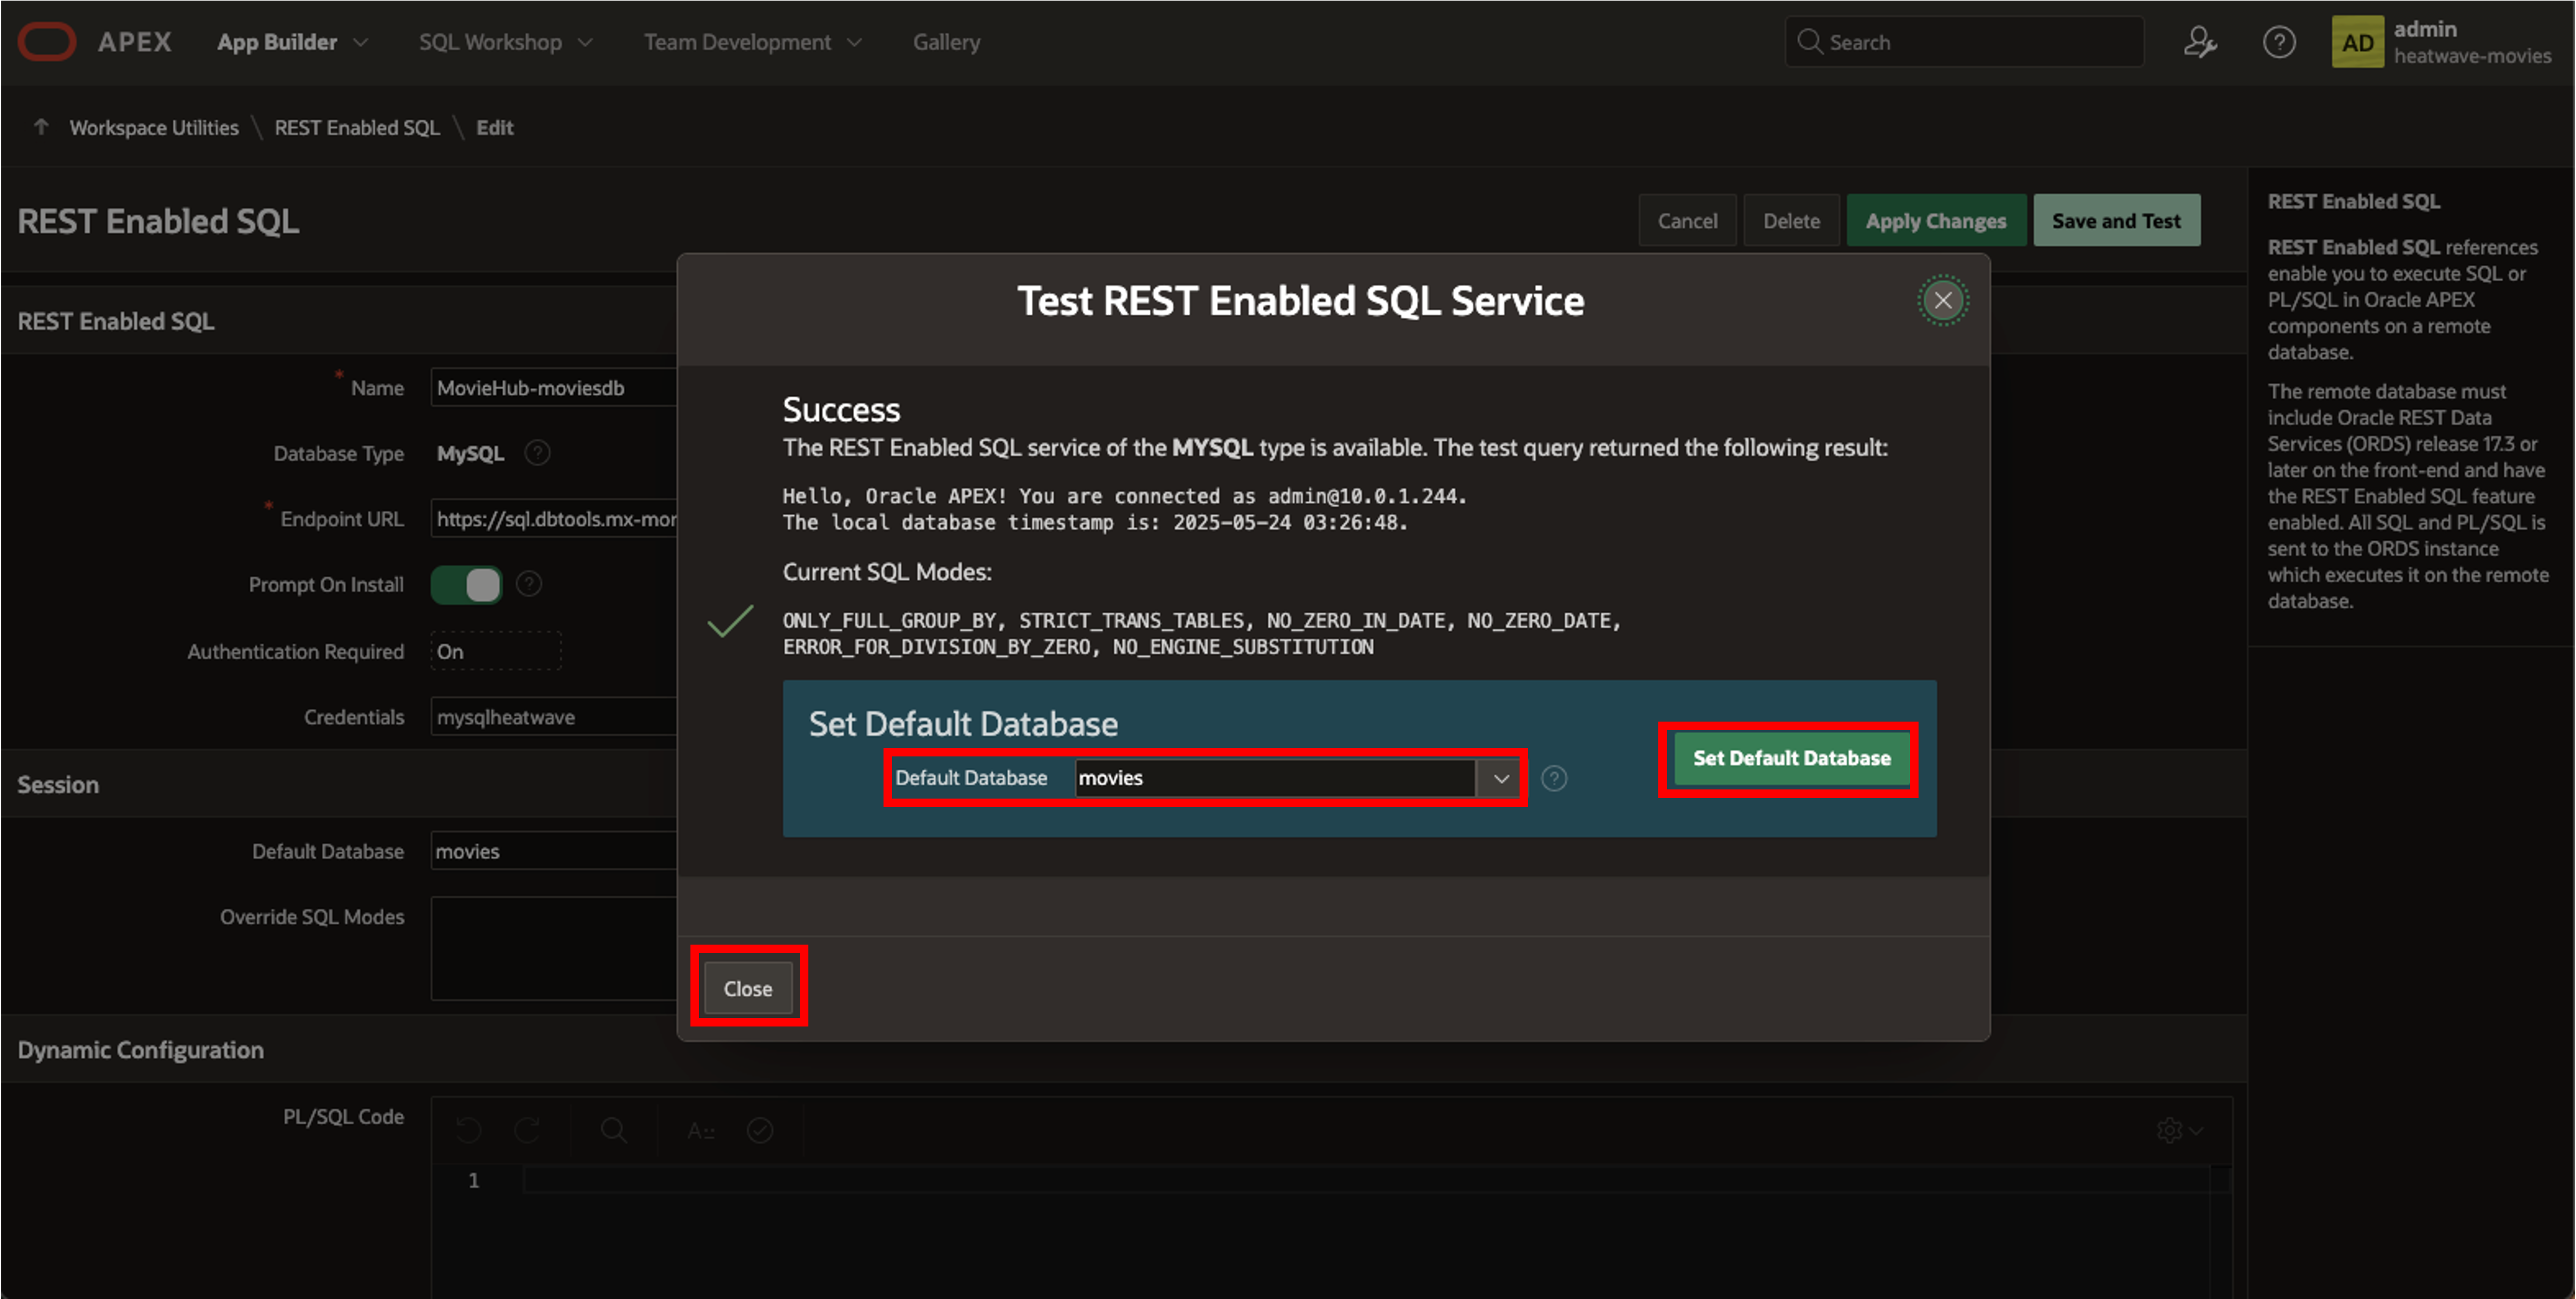 APEX
App Builder
SQL Workshop
Team Development
Gallery
Search
AD
admin
heatwave-movies
Workspace Utilities \ REST Enabled SQL \ Edit
REST Enabled SQL
Cancel
Delete
Apply Changes
Save and Test
REST Enabled SQL
* Name
MovieHub-moviesdb
Database Type
MySQL
* Endpoint URL
https://sql.dbtools.mx-mor
Prompt On Install
Authentication Required
On
Credentials
mysqlheatwave
Session
Default Database
movies
Override SQL Modes
Dynamic Configuration
PL/SQL Code
A::
1
Test REST Enabled SQL Service
Success
The REST Enabled SQL service of the MYSQL type is available. The test query returned the following result:
Hello, Oracle APEX! You are connected as admin@10.0.1.244.
The local database timestamp is: 2025-05-24 03:26:48.
Current SQL Modes:
ONLY_FULL_GROUP_BY, STRICT_TRANS_TABLES, NO_ZERO_IN_DATE, NO_ZERO_DATE,
ERROR_FOR_DIVISION_BY_ZERO, NO_ENGINE_SUBSTITUTION
Set Default Database
Default Database
movies
Set Default Database
Close
REST Enabled SQL
REST Enabled SQL references
enable you to execute SQL or
PL/SQL in Oracle APEX
components on a remote
database.
The remote database must
include Oracle REST Data
Services (ORDS) release 17.3 or
later on the front-end and have
the REST Enabled SQL feature
enabled. All SQL and PL/SQL is
sent to the ORDS instance
which executes it on the remote
database.